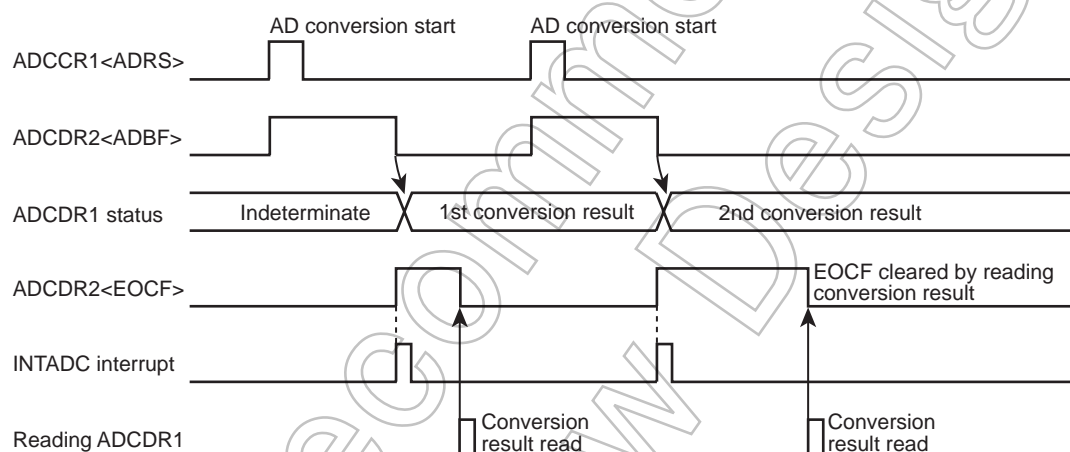 AD conversion start
AD conversion start
ADCCR1<ADRS>
ADCDR2<ADBF>
ADCDR1 status
Indeterminate
1st conversion result
2nd conversion result
ADCDR2<EOCF>
EOCF cleared by reading
conversion result
INTADC interrupt
Reading ADCDR1
Conversion
result read
Conversion
result read